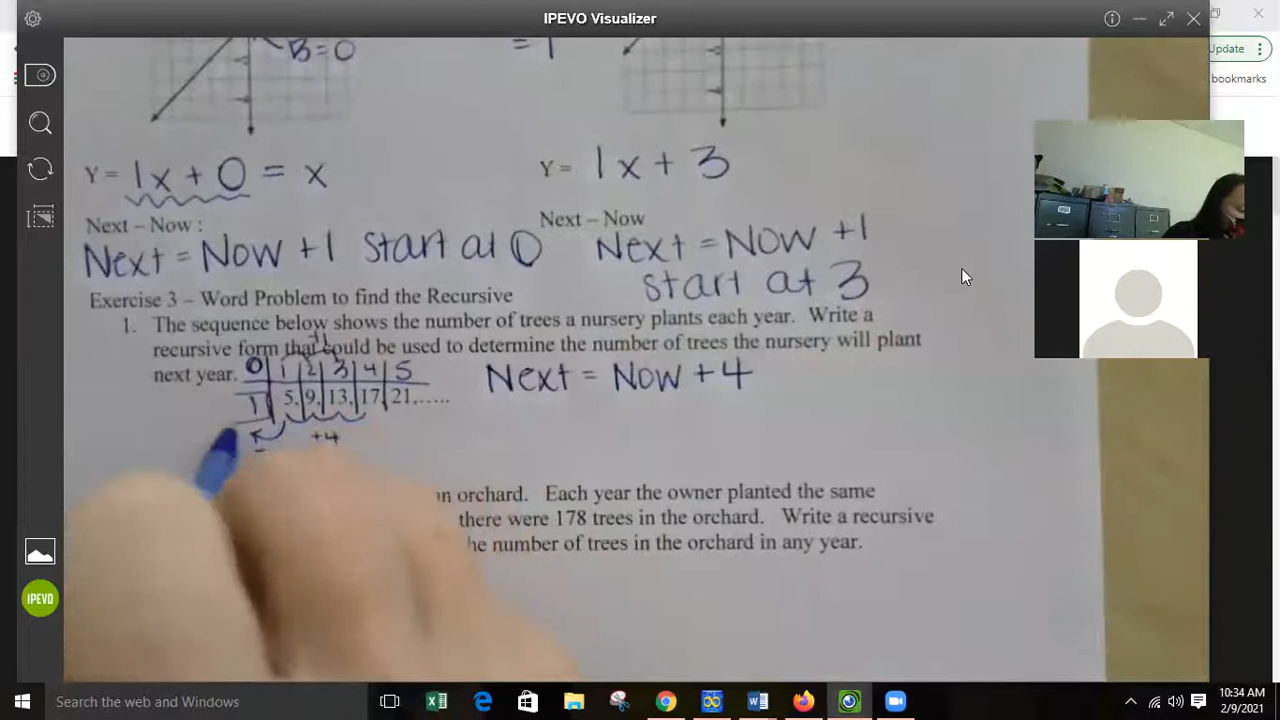 IPEVO Visualizer
Update
bookmarks
B=0
= 1
Y = 1x + 0 = x
Y = 1x + 3
Next – Now :
Next = Now +1 start at 0
Next – Now
Next = Now +1
start at 3
Exercise 3 – Word Problem to find the Recursive
1. The sequence below shows the number of trees a nursery plants each year. Write a
recursive form that could be used to determine the number of trees the nursery will plant
next year.
0 1 2 3 4 5
1 5, 9, 13, 17, 21,.....
+4
Next = Now +4
an orchard. Each year the owner planted the same
there were 178 trees in the orchard. Write a recursive
he number of trees in the orchard in any year.
IPEVO
Search the web and Windows
10:34 AM
2/9/2021